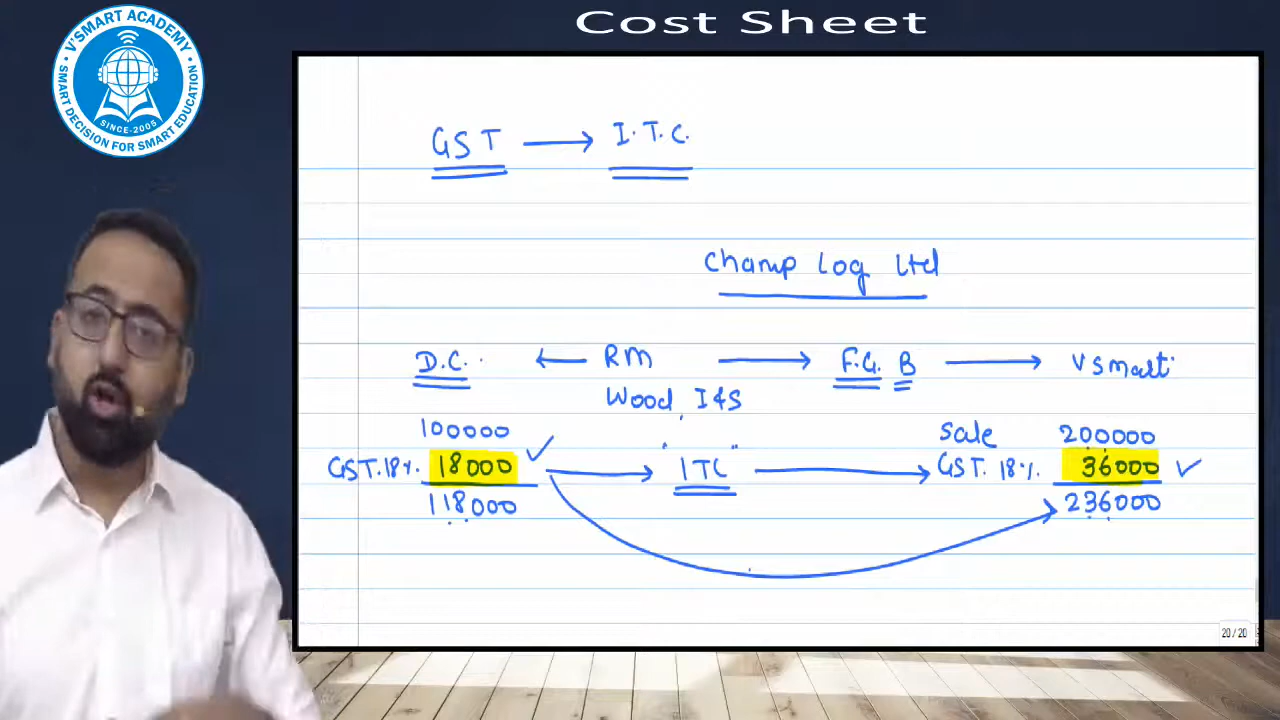 Cost Sheet
V'SMART ACADEMY
SINCE-2005
SMART DECISION FOR SMART EDUCATION
GST → I.T.C.
Champ Log Ltd
D.C. ← RM → F.G. B → VSmart
Wood, I&S
100000 Sale 200000
GST.18%. 18000 ✓ → ITC → GST. 18%. 36000 ✓
118000 236000
20 / 20